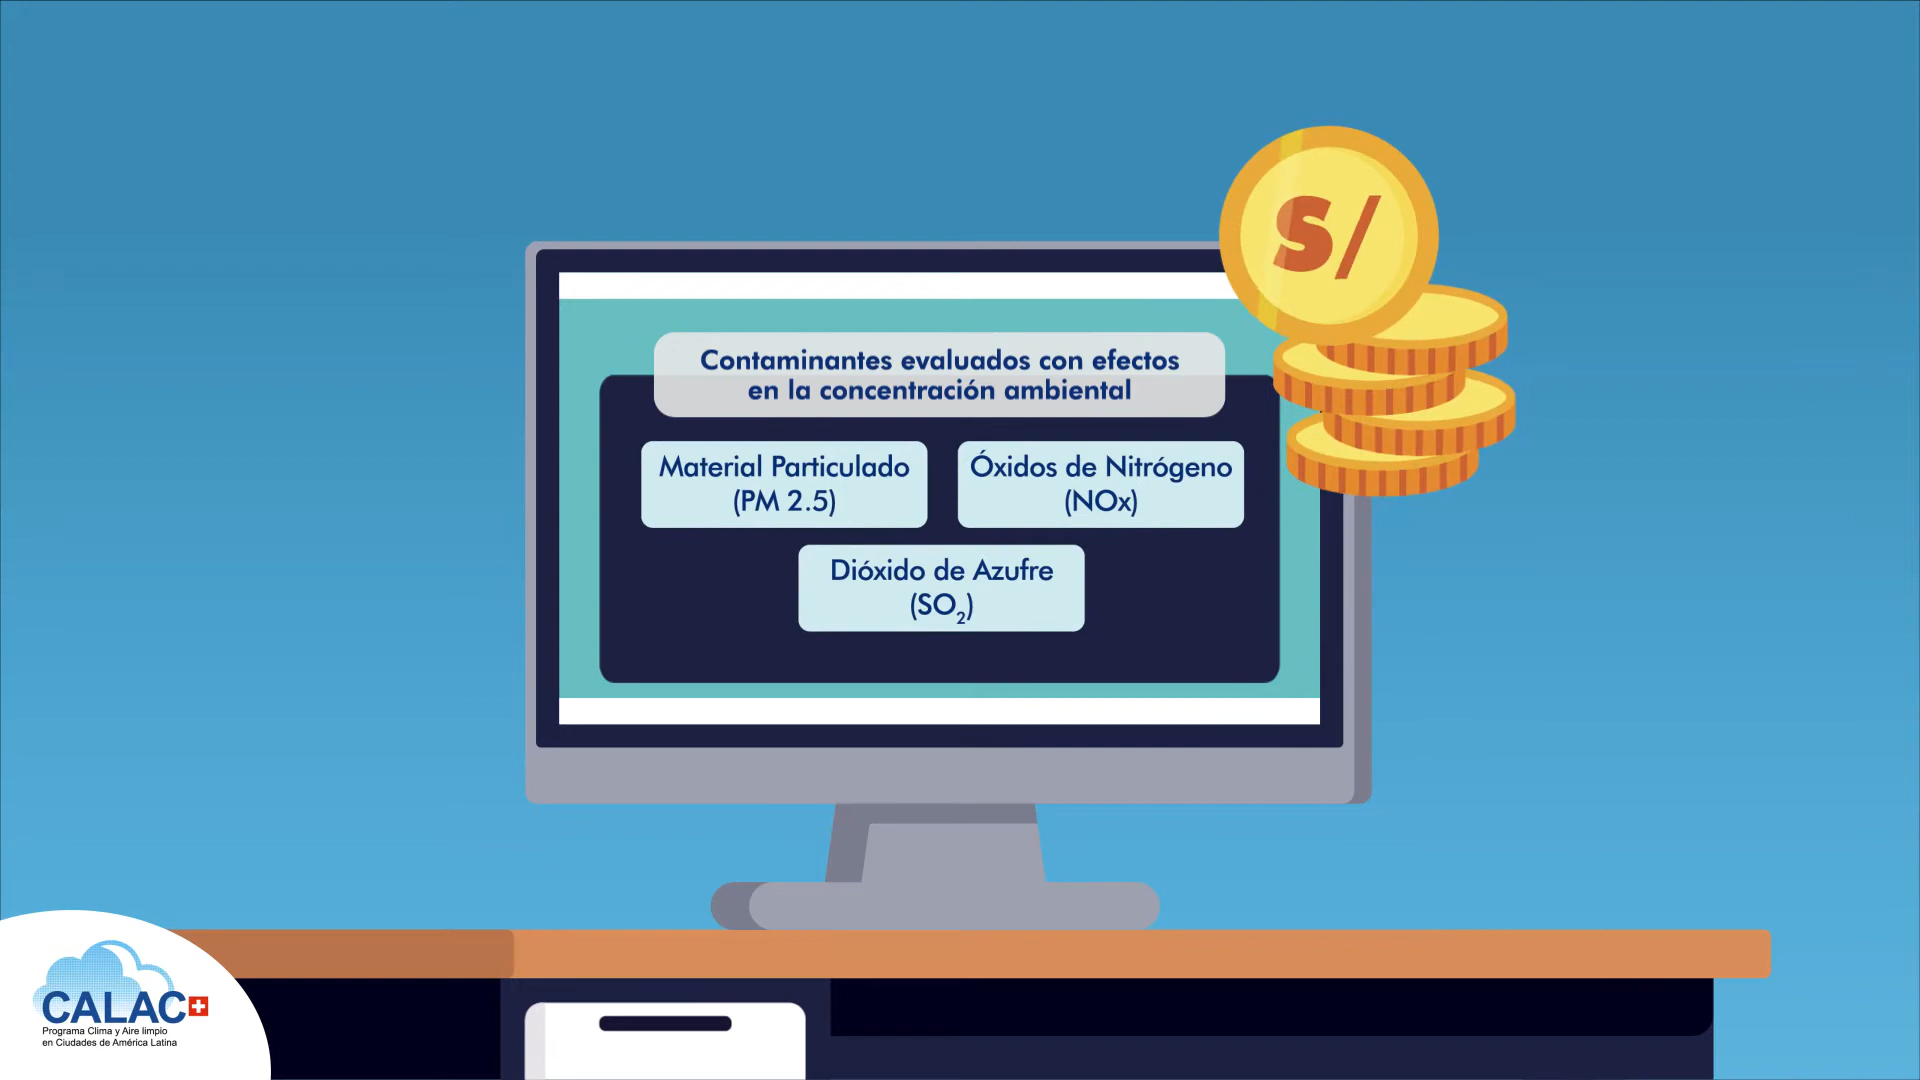 S/
Contaminantes evaluados con efectos
en la concentración ambiental
Material Particulado
(PM 2.5)
Óxidos de Nitrógeno
(NOx)
Dióxido de Azufre
(SO₂)
CALAC+
Programa Clima y Aire limpio
en Ciudades de América Latina